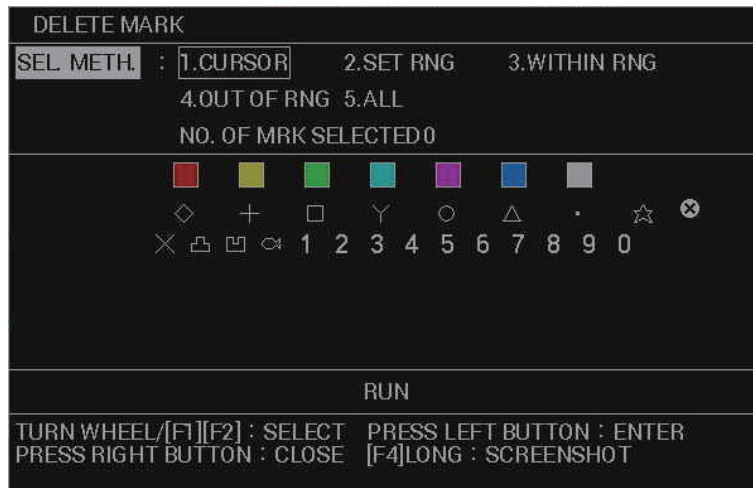 DELETE MARK
SEL. METH. : 1.CURSOR 2.SET RNG 3.WITHIN RNG
4.OUT OF RNG 5.ALL
NO. OF MRK SELECTED 0
1 2 3 4 5 6 7 8 9 0
RUN
TURN WHEEL/[F1][F2] : SELECT PRESS LEFT BUTTON : ENTER
PRESS RIGHT BUTTON : CLOSE [F4]LONG : SCREENSHOT